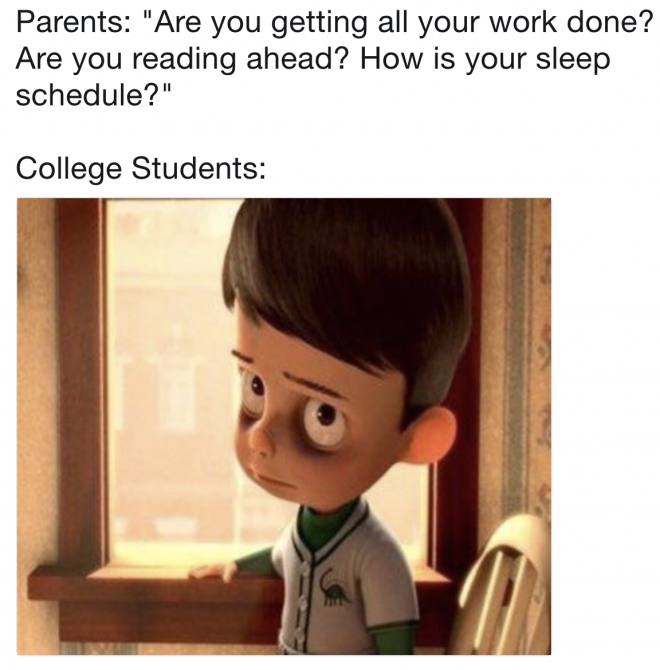 Parents: "Are you getting all your work done?
Are you reading ahead? How is your sleep
schedule?"
College Students: